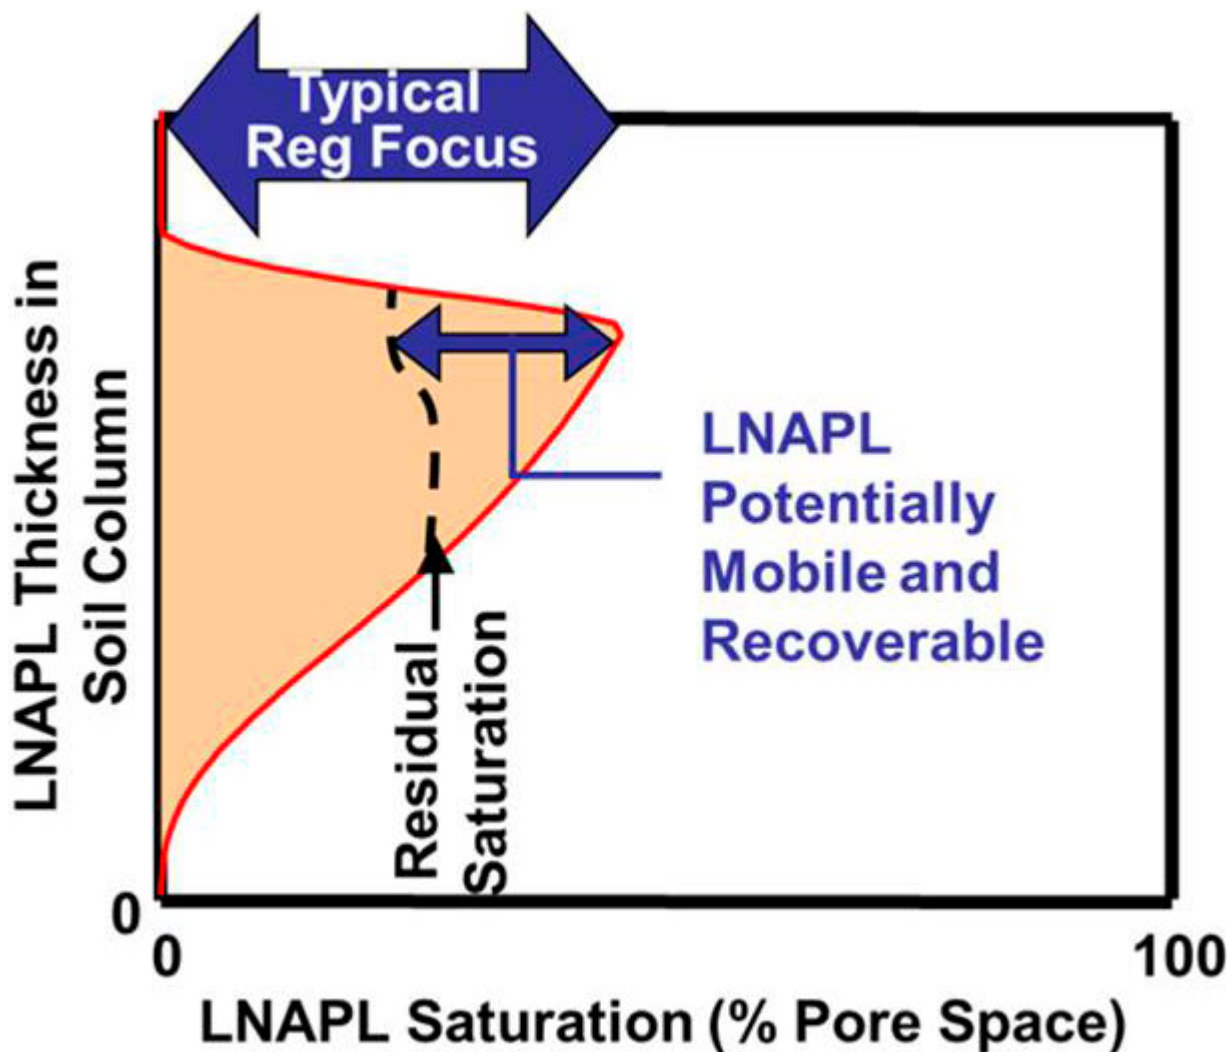 Typical
Reg Focus
LNAPL Thickness in
Soil Column
LNAPL
Potentially
Mobile and
Recoverable
Residual
Saturation
0
0
100
LNAPL Saturation (% Pore Space)